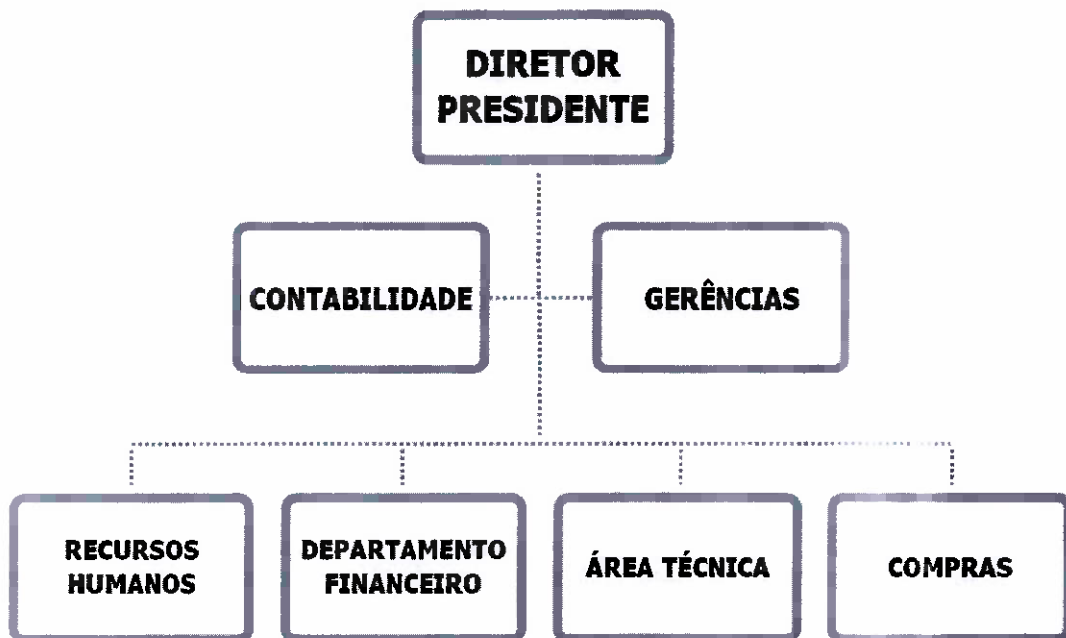 DIRETOR
PRESIDENTE
CONTABILIDADE
GERÊNCIAS
RECURSOS
HUMANOS
DEPARTAMENTO
FINANCEIRO
ÁREA TÉCNICA
COMPRAS